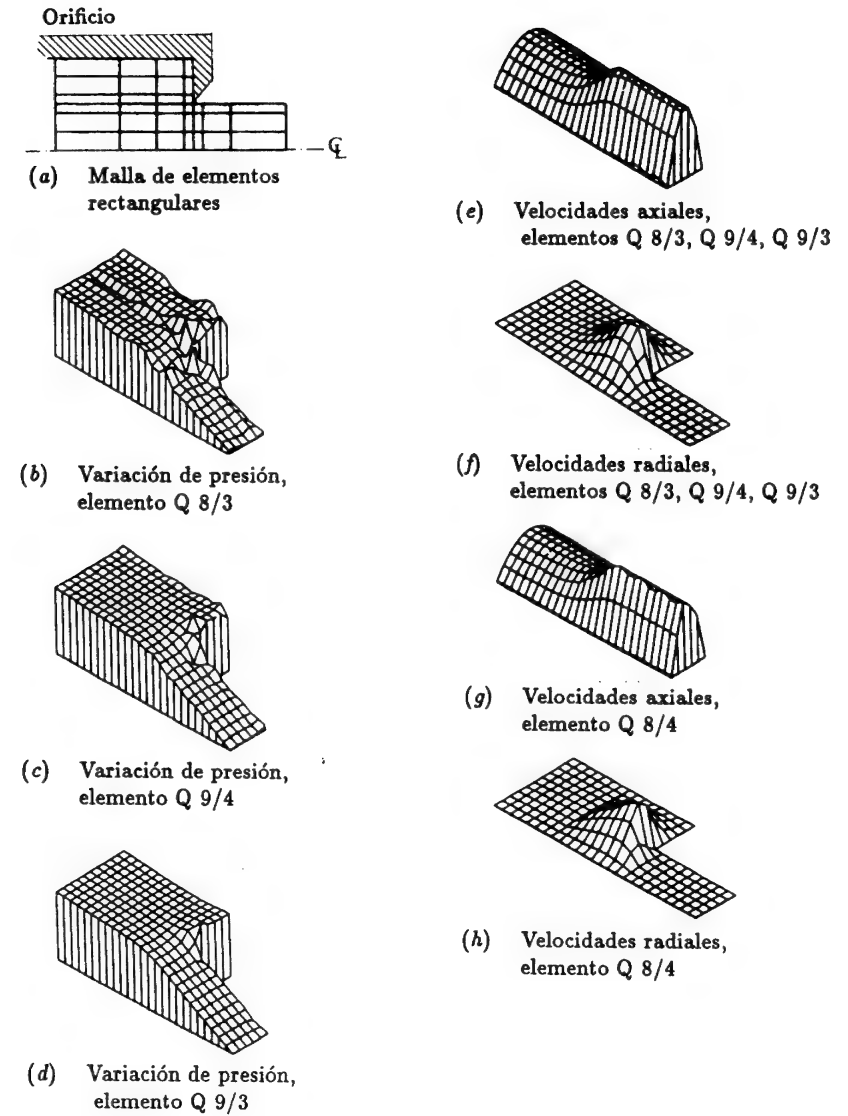 Orificio
℄
(a) Malla de elementos
rectangulares
(b) Variación de presión,
elemento Q 8/3
(c) Variación de presión,
elemento Q 9/4
(d) Variación de presión,
elemento Q 9/3
(e) Velocidades axiales,
elementos Q 8/3, Q 9/4, Q 9/3
(f) Velocidades radiales,
elementos Q 8/3, Q 9/4, Q 9/3
(g) Velocidades axiales,
elemento Q 8/4
(h) Velocidades radiales,
elemento Q 8/4